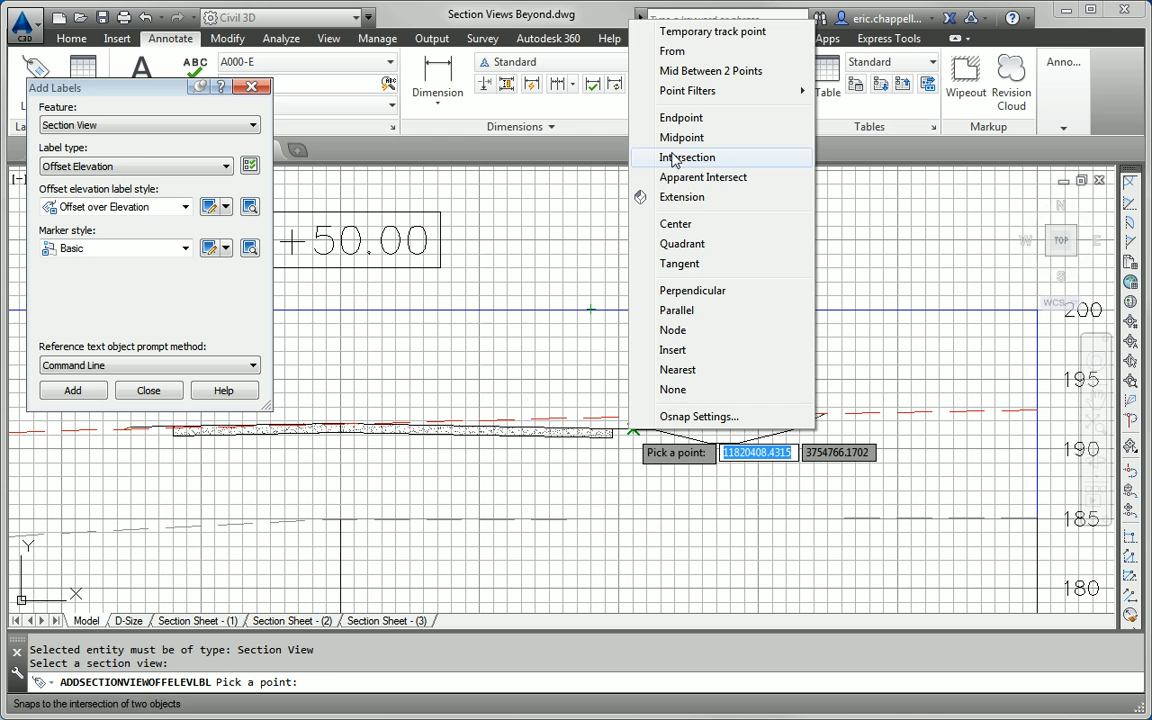 Civil 3D
Section Views Beyond.dwg
eric.chappell...
Home
Insert
Annotate
Modify
Analyze
View
Manage
Output
Survey
Autodesk 360
Help
Apps
Express Tools
ABC
A000-E
Standard
Dimension
Dimensions
Table
Standard
Tables
Wipeout
Revision
Cloud
Markup
Anno...
Add Labels
Feature:
Section View
Label type:
Offset Elevation
Offset elevation label style:
Offset over Elevation
Marker style:
Basic
Reference text object prompt method:
Command Line
Add
Close
Help
Temporary track point
From
Mid Between 2 Points
Point Filters
Endpoint
Midpoint
Intersection
Apparent Intersect
Extension
Center
Quadrant
Tangent
Perpendicular
Parallel
Node
Insert
Nearest
None
Osnap Settings...
+50.00
N
W
TOP
E
S
WCS
200
195
190
185
180
Pick a point:
11820408.4315
3754766.1702
Y
X
Model
D-Size
Section Sheet - (1)
Section Sheet - (2)
Section Sheet - (3)
Selected entity must be of type: Section View
Select a section view:
ADDSECTIONVIEWOFFELEVLBL Pick a point:
Snaps to the intersection of two objects